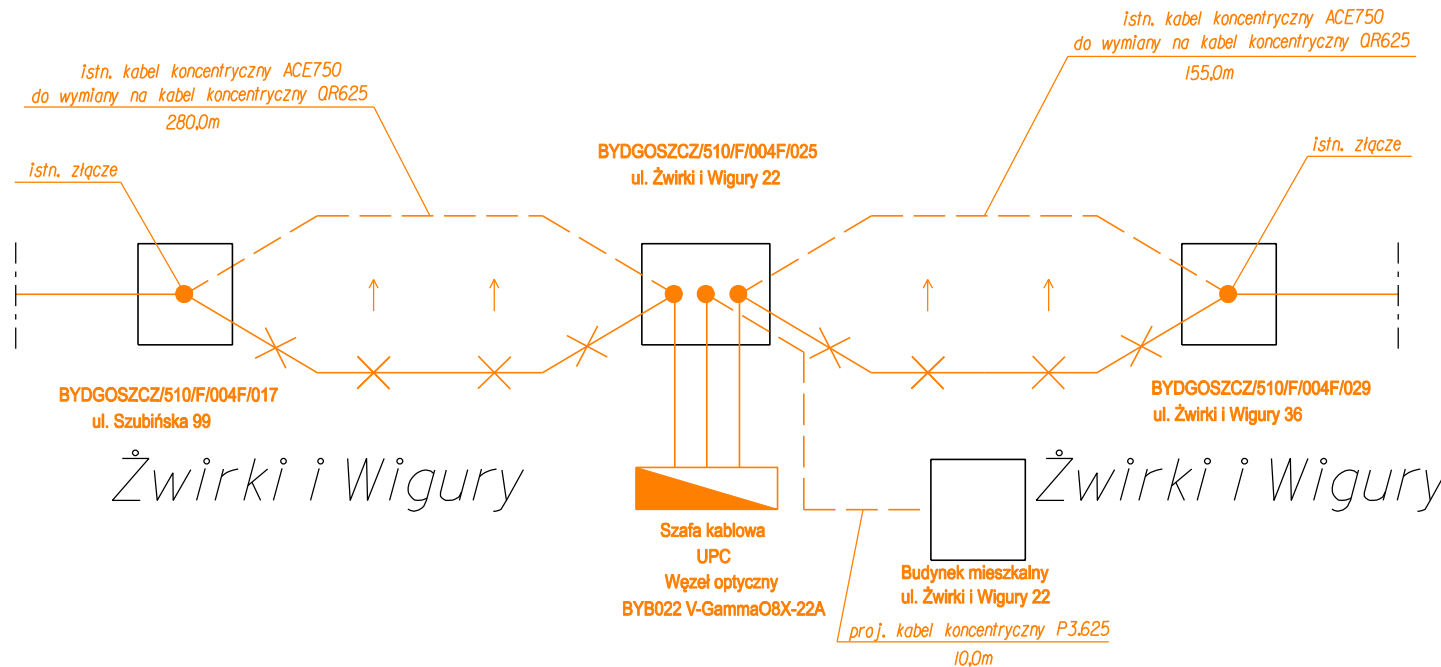 istn. kabel koncentryczny ACE750
do wymiany na kabel koncentryczny QR625
280,0m
istn. złącze
BYDGOSZCZ/510/F/004F/025
ul. Żwirki i Wigury 22
istn. kabel koncentryczny ACE750
do wymiany na kabel koncentryczny QR625
155,0m
istn. złącze
BYDGOSZCZ/510/F/004F/017
ul. Szubińska 99
BYDGOSZCZ/510/F/004F/029
ul. Żwirki i Wigury 36
Żwirki i Wigury
Żwirki i Wigury
Szafa kablowa
UPC
Węzeł optyczny
BYB022 V-GammaO8X-22A
Budynek mieszkalny
ul. Żwirki i Wigury 22
proj. kabel koncentryczny P3.625
10,0m